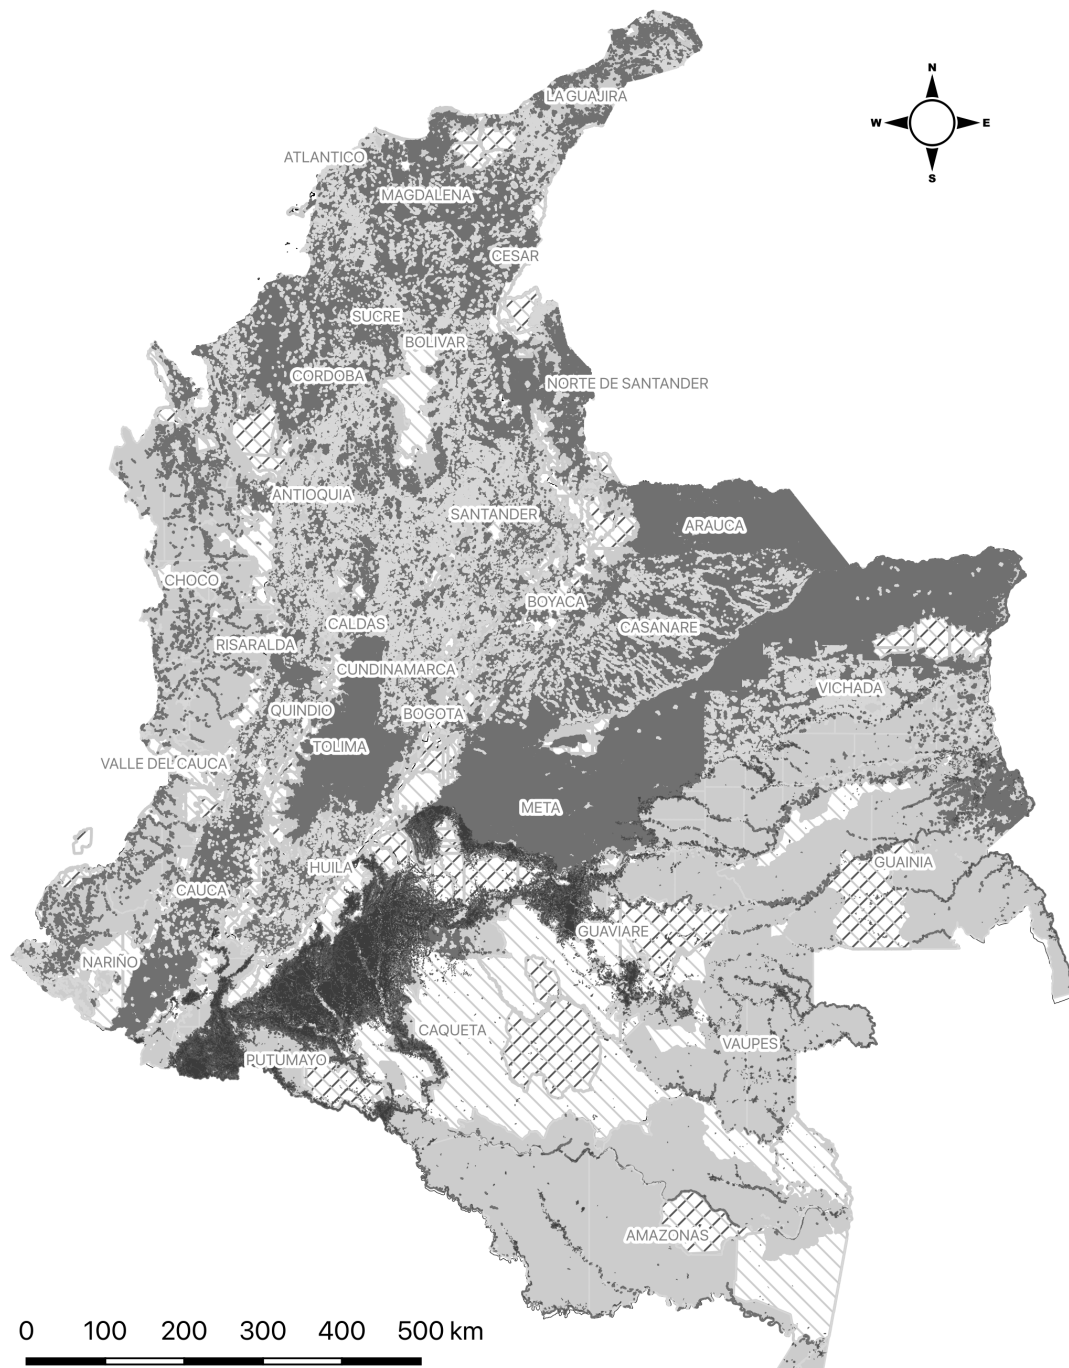 N
LA GUAJIRA
W
E
ATLANTICO
S
MAGDALENA
CESAR
SUCRE
BOLIVAR
CORDOBA
NORTE DE SANTANDER
ANTIOQUIA
SANTANDER
ARAUCA
CHOCO
BOYACA
CALDAS
CASANARE
RISARALDA
CUNDINAMARCA
VICHADA
QUINDIO
BOGOTA
TOLIMA
VALLE DEL CAUCA
META
HUILA
GUAINIA
CAUCA
GUAVIARE
NARIÑO
CAQUETA
VAUPES
PUTUMAYO
AMAZONAS
0 100 200 300 400 500 km